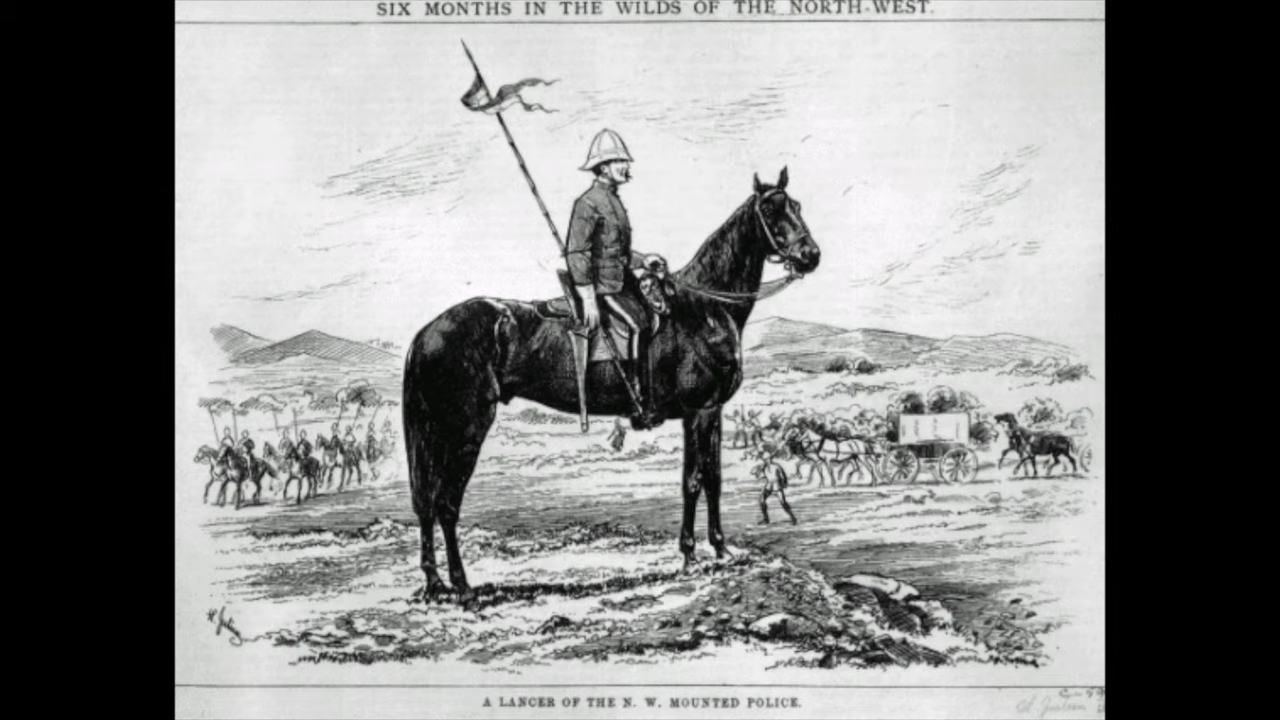 SIX MONTHS IN THE WILDS OF THE NORTH-WEST.
A LANCER OF THE N. W. MOUNTED POLICE.